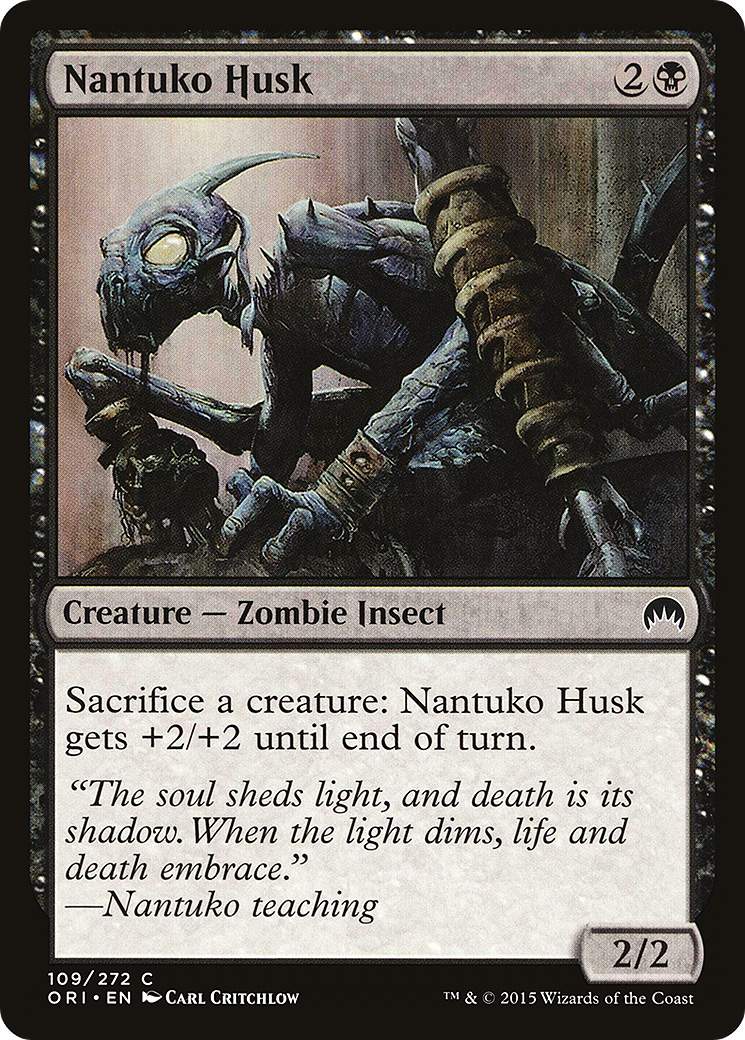 Nantuko Husk
2
Creature — Zombie Insect
Sacrifice a creature: Nantuko Husk
gets +2/+2 until end of turn.
“The soul sheds light, and death is its
shadow. When the light dims, life and
death embrace.”
—Nantuko teaching
2/2
109/272 C
ORI • EN Carl Critchlow
™ & © 2015 Wizards of the Coast